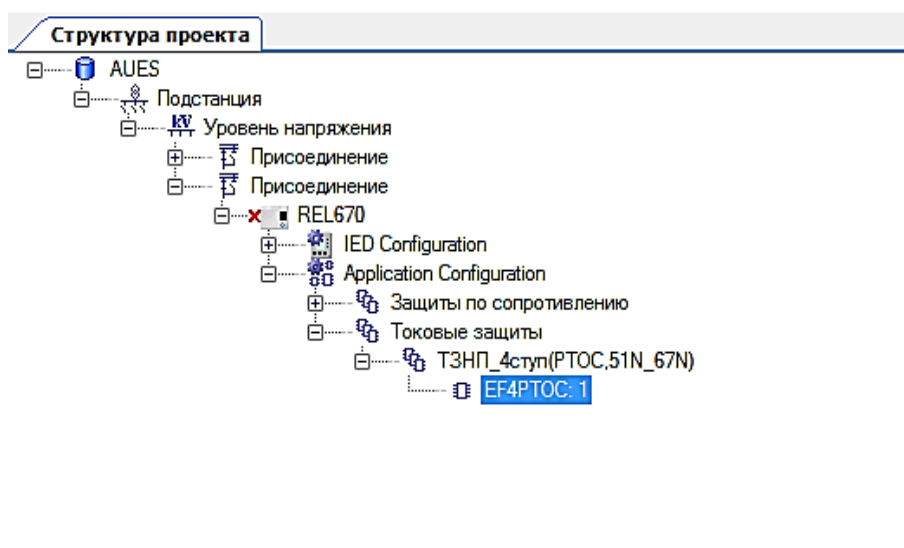 Структура проекта
AUES
Подстанция
KV Уровень напряжения
Присоединение
Присоединение
REL670
IED Configuration
Application Configuration
Защиты по сопротивлению
Токовые защиты
ТЗНП_4ступ(PTOC,51N_67N)
EF4PTOC: 1